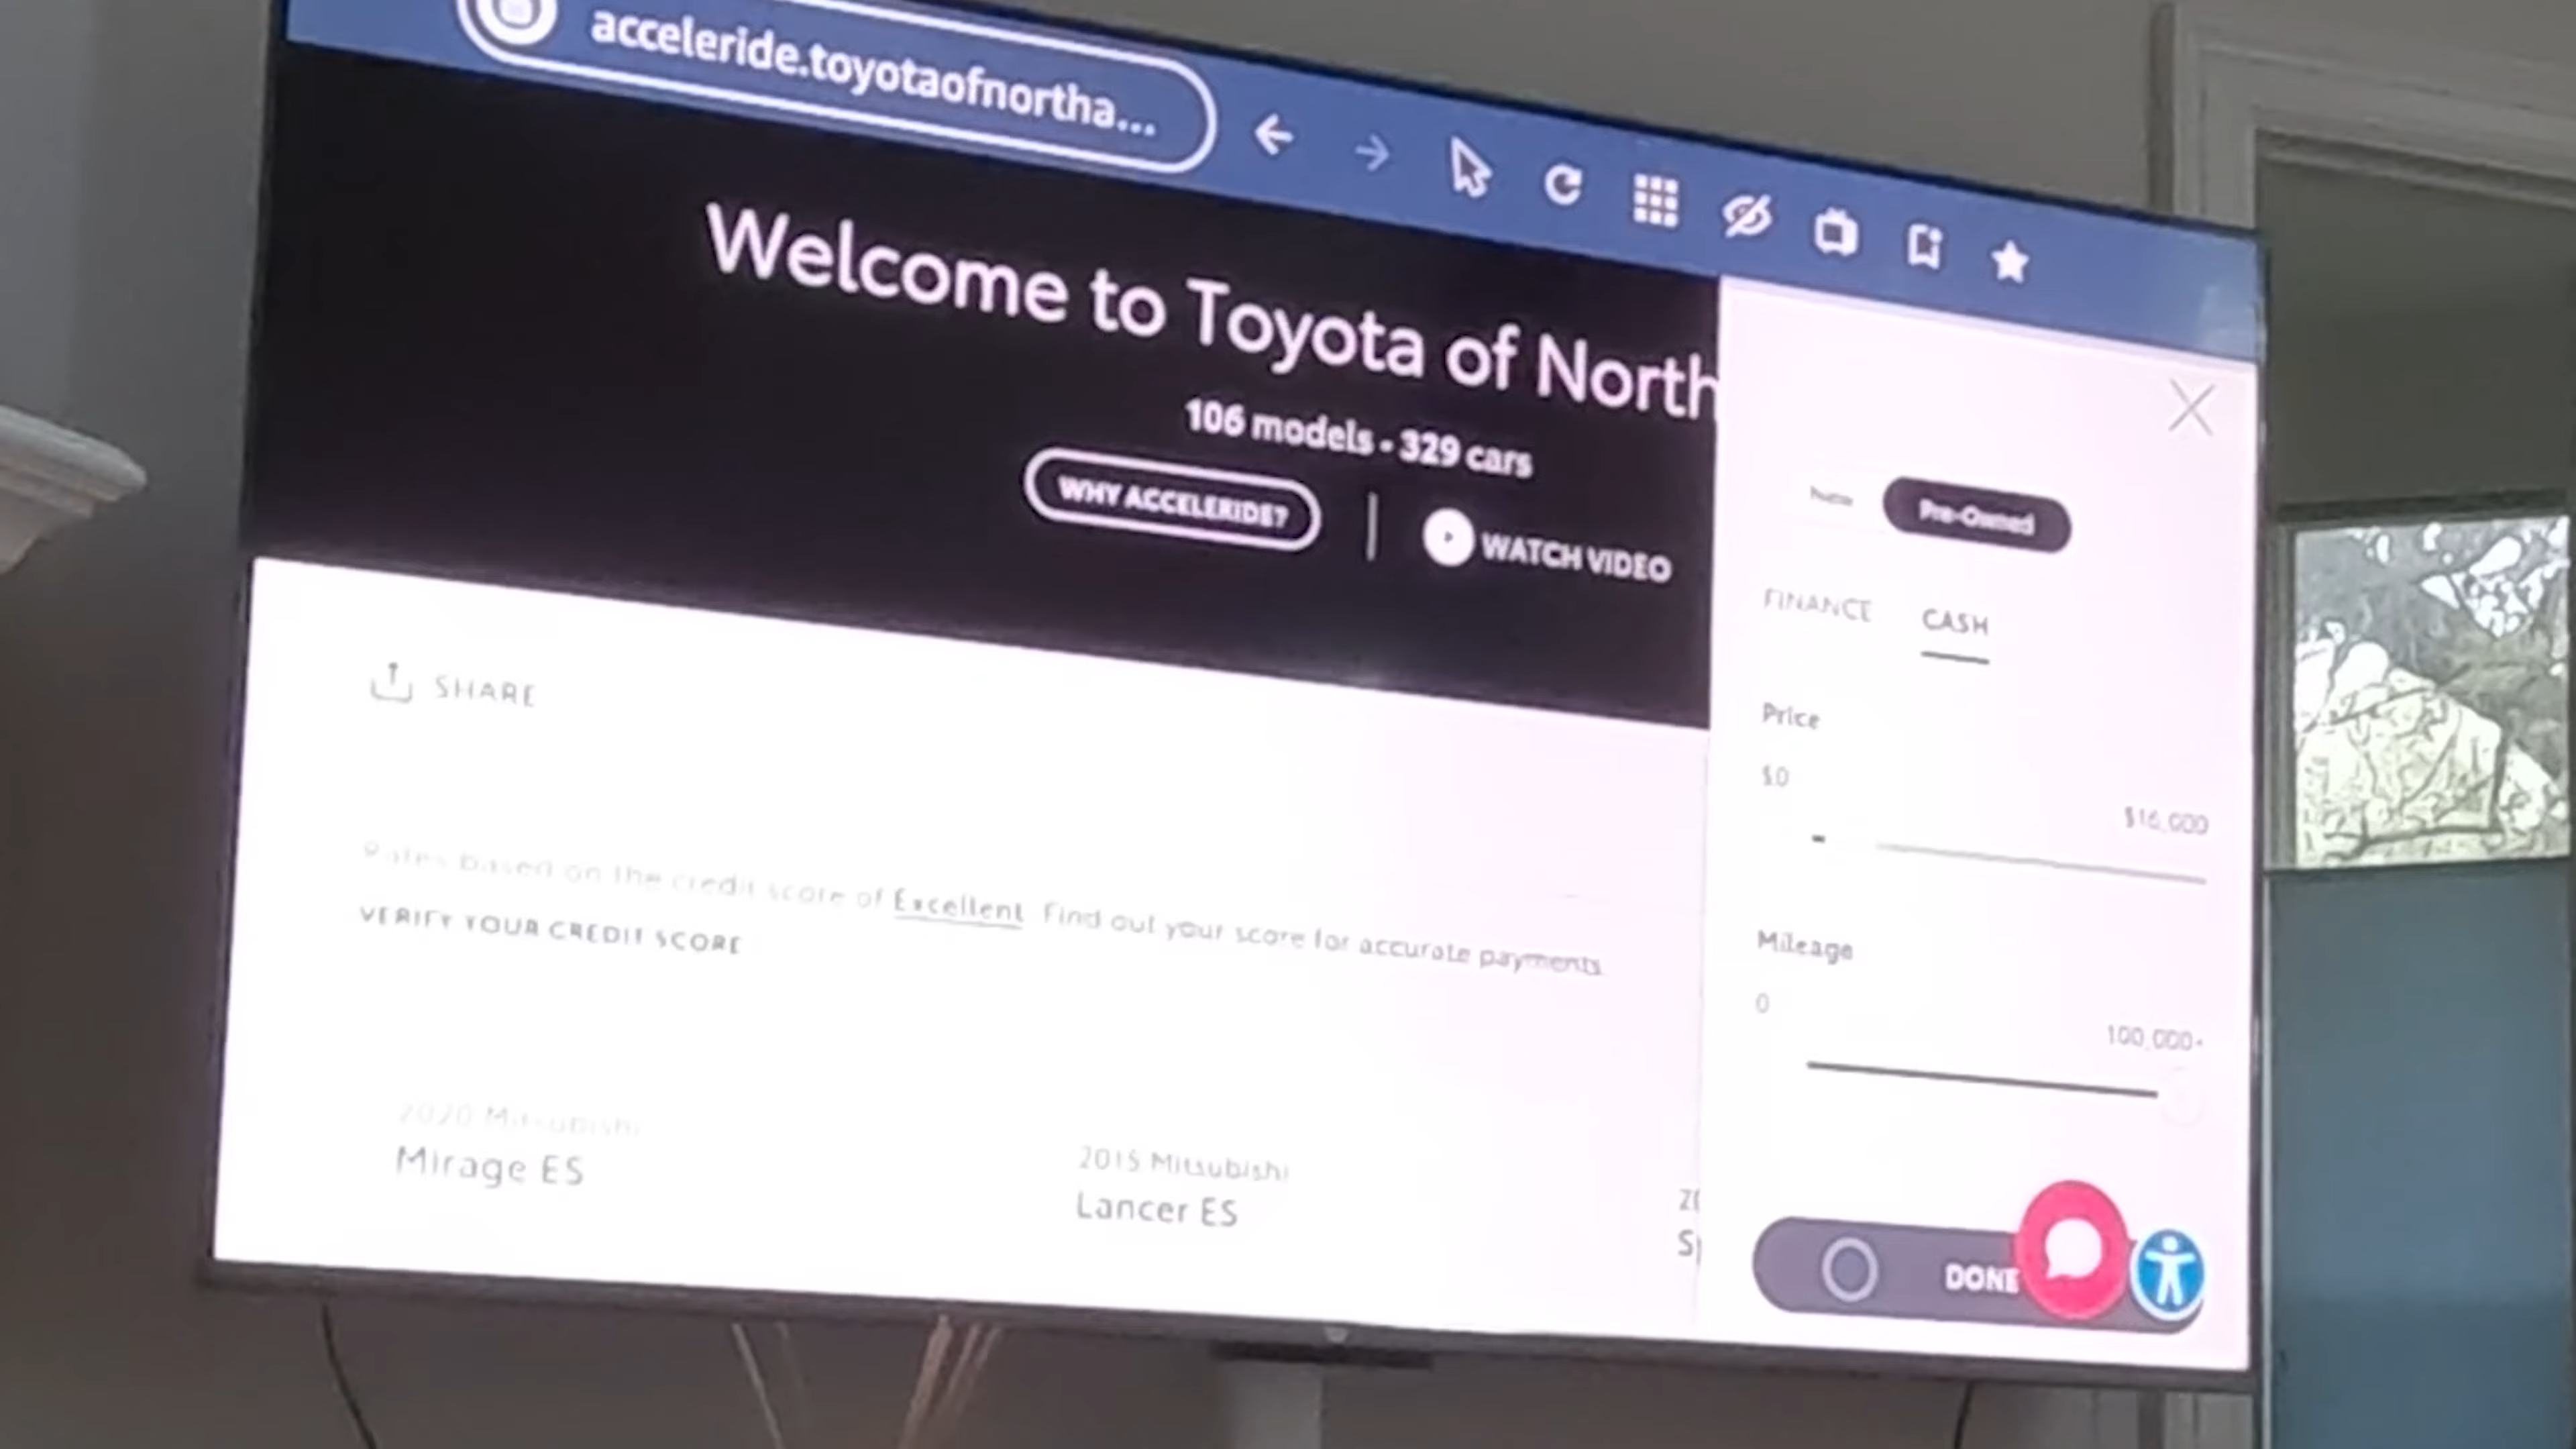 acceleride.toyotaofnortha...
Welcome to Toyota of North
106 models - 329 cars
WHY ACCELERIDE?
WATCH VIDEO
SHARE
Rates based on the credit score of Excellent Find out your score for accurate payments
VERIFY YOUR CREDIT SCORE
2020 Mitsubishi
Mirage ES
2015 Mitsubishi
Lancer ES
Pre-Owned
FINANCE CASH
Price
$0
$16,000
Mileage
0
100,000+
DONE